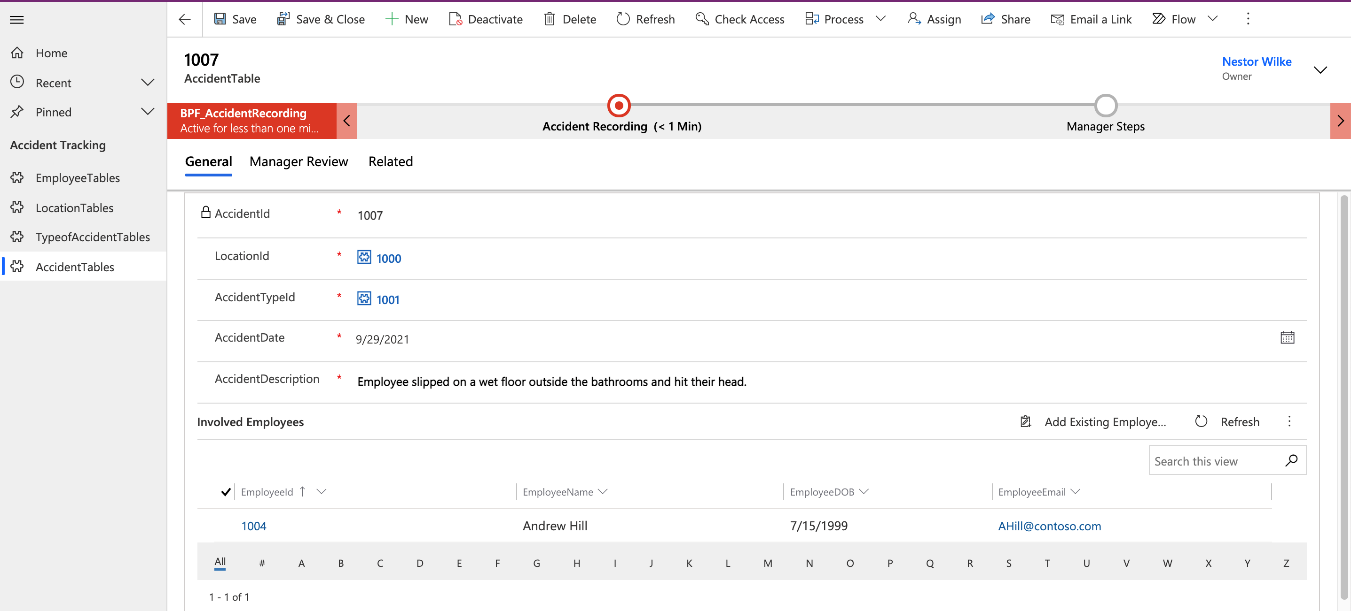 Save Save & Close New Deactivate Delete Refresh Check Access Process Assign Share Email a Link Flow
Home
Recent
Pinned
Accident Tracking
EmployeeTables
LocationTables
TypeofAccidentTables
AccidentTables
1007
AccidentTable
Nestor Wilke
Owner
BPF_AccidentRecording
Active for less than one mi...
Accident Recording (< 1 Min)
Manager Steps
General Manager Review Related
AccidentId * 1007
LocationId * 1000
AccidentTypeId * 1001
AccidentDate * 9/29/2021
AccidentDescription * Employee slipped on a wet floor outside the bathrooms and hit their head.
Involved Employees Add Existing Employe... Refresh
Search this view
EmployeeId ↑ EmployeeName EmployeeDOB EmployeeEmail
1004 Andrew Hill 7/15/1999 AHill@contoso.com
All # A B C D E F G H I J K L M N O P Q R S T U V W X Y Z
1 - 1 of 1